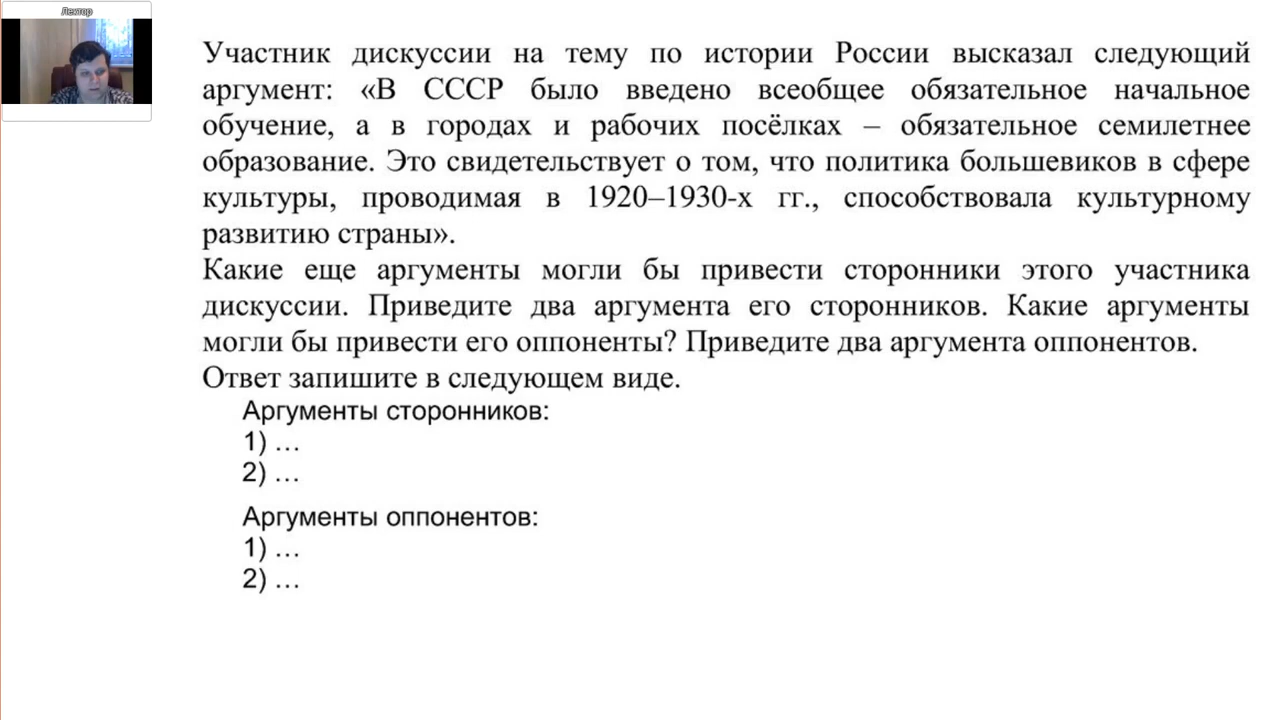 Лектор
Участник дискуссии на тему по истории России высказал следующий
аргумент: «В СССР было введено всеобщее обязательное начальное
обучение, а в городах и рабочих посёлках – обязательное семилетнее
образование. Это свидетельствует о том, что политика большевиков в сфере
культуры, проводимая в 1920–1930-х гг., способствовала культурному
развитию страны».
Какие еще аргументы могли бы привести сторонники этого участника
дискуссии. Приведите два аргумента его сторонников. Какие аргументы
могли бы привести его оппоненты? Приведите два аргумента оппонентов.
Ответ запишите в следующем виде.
Аргументы сторонников:
1) …
2) …
Аргументы оппонентов:
1) …
2) …